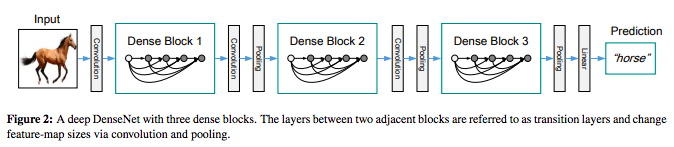 Input
Prediction
Convolution
Dense Block 1
Convolution
Pooling
Dense Block 2
Convolution
Pooling
Dense Block 3
Pooling
Linear
“horse”
Figure 2: A deep DenseNet with three dense blocks. The layers between two adjacent blocks are referred to as transition layers and change
feature-map sizes via convolution and pooling.